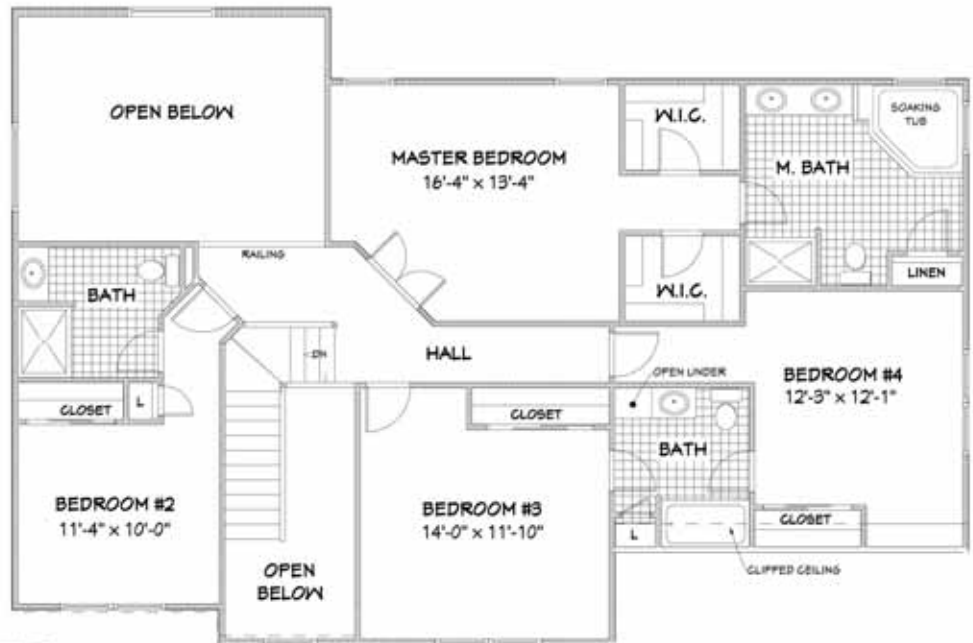 OPEN BELOW
W.I.C.
SOAKING
TUB
MASTER BEDROOM
16'-4" x 13'-4"
M. BATH
RAILING
LINEN
BATH
W.I.C.
DN
HALL
OPEN UNDER
BEDROOM #4
12'-3" x 12'-1"
CLOSET
L
CLOSET
BATH
BEDROOM #2
11'-4" x 10'-0"
BEDROOM #3
14'-0" x 11'-10"
CLOSET
L
OPEN
BELOW
CLIPPED CEILING